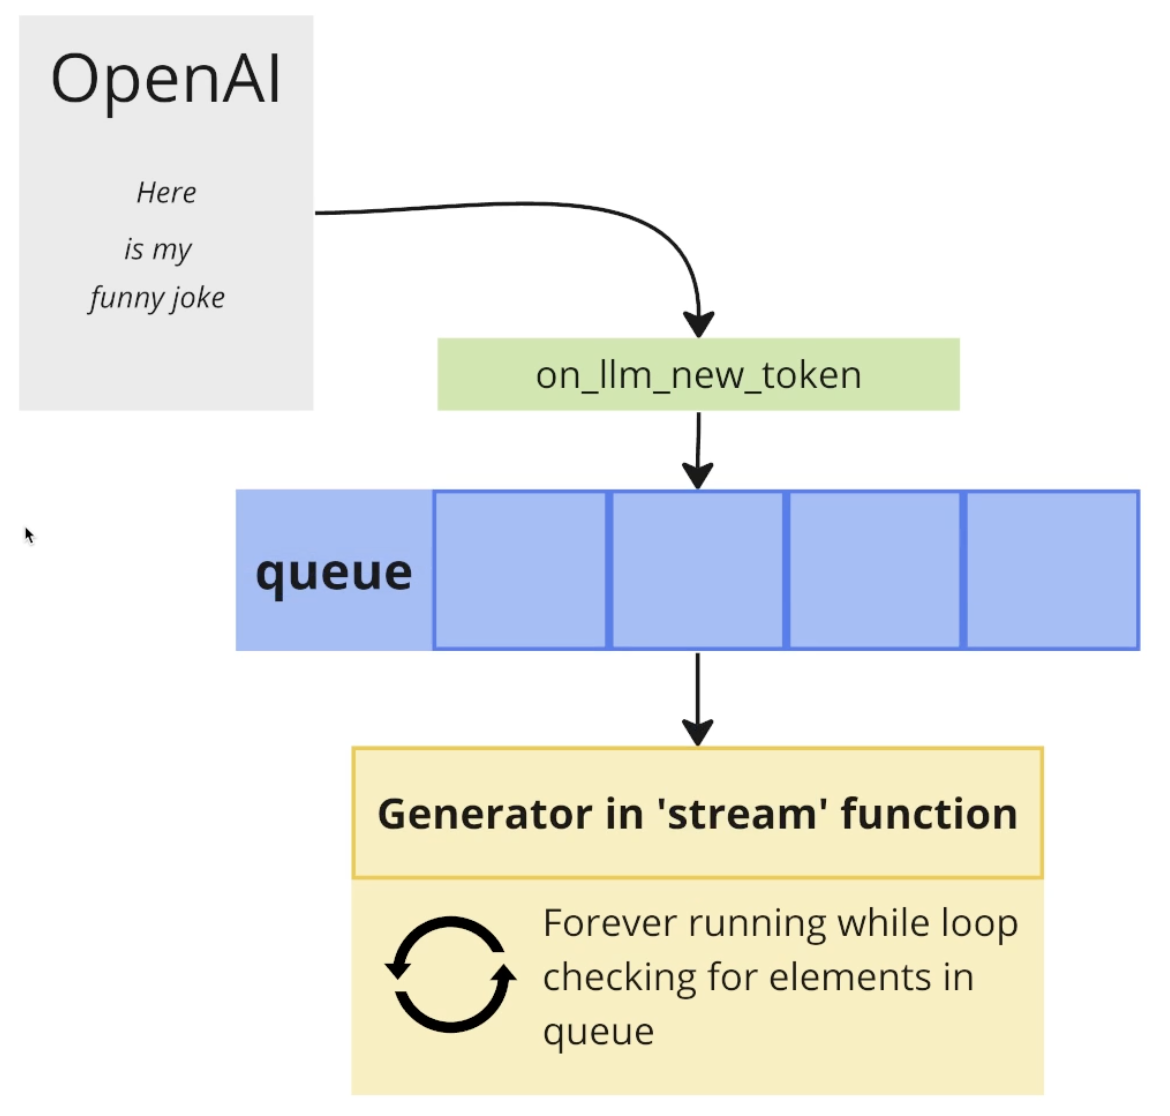 OpenAI
Here
is my
funny joke
on_llm_new_token
queue
Generator in 'stream' function
Forever running while loop
checking for elements in
queue